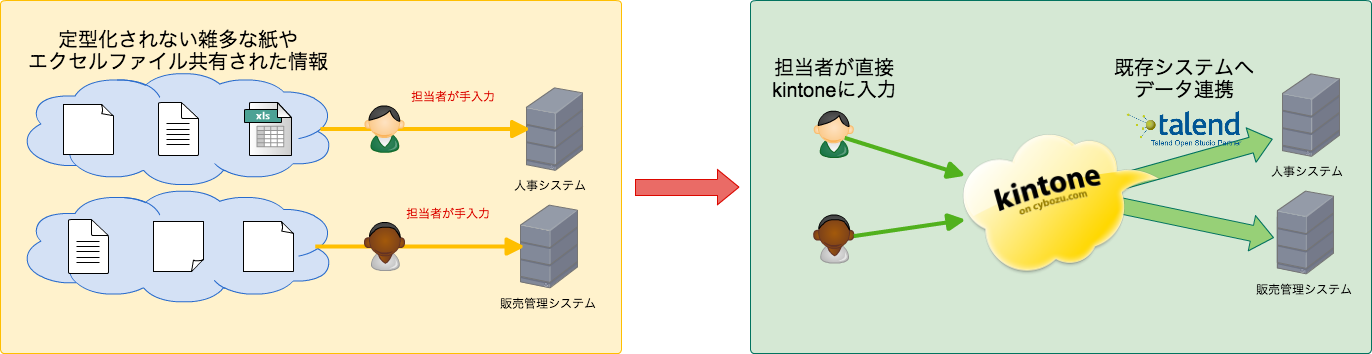 定型化されない雑多な紙や
エクセルファイル共有された情報
xls
担当者が手入力
人事システム
担当者が手入力
販売管理システム
担当者が直接
kintoneに入力
kintone
on cybozu.com
既存システムへ
データ連携
talend
Talend Open Studio Partner
人事システム
販売管理システム